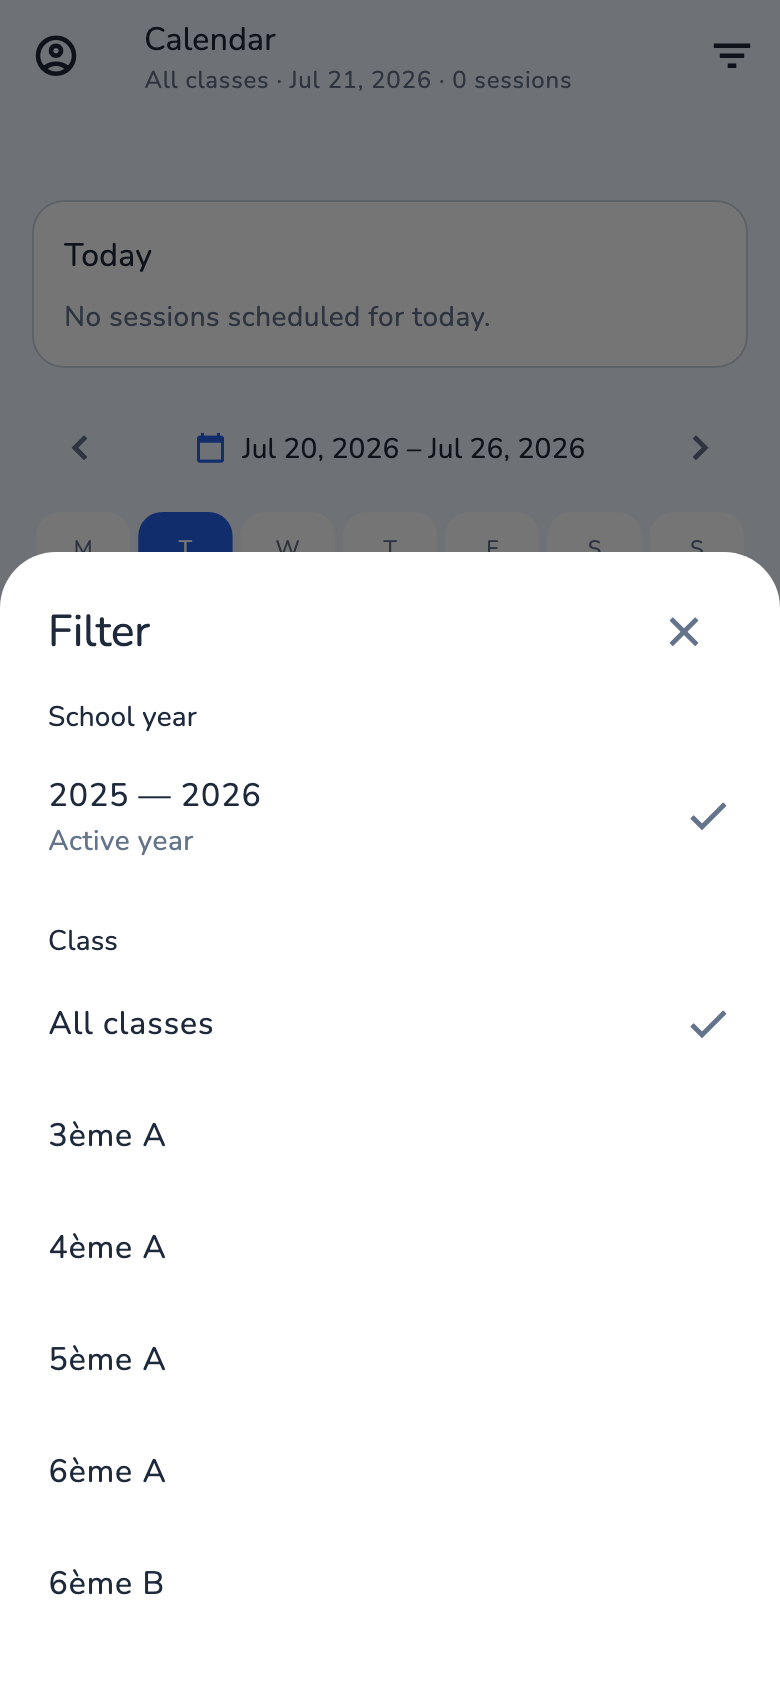 Calendar
All classes · Jul 21, 2026 · 0 sessions
Today
No sessions scheduled for today.
Jul 20, 2026 – Jul 26, 2026
M T W T F S S
Filter
School year
2025 — 2026
Active year
Class
All classes
3ème A
4ème A
5ème A
6ème A
6ème B